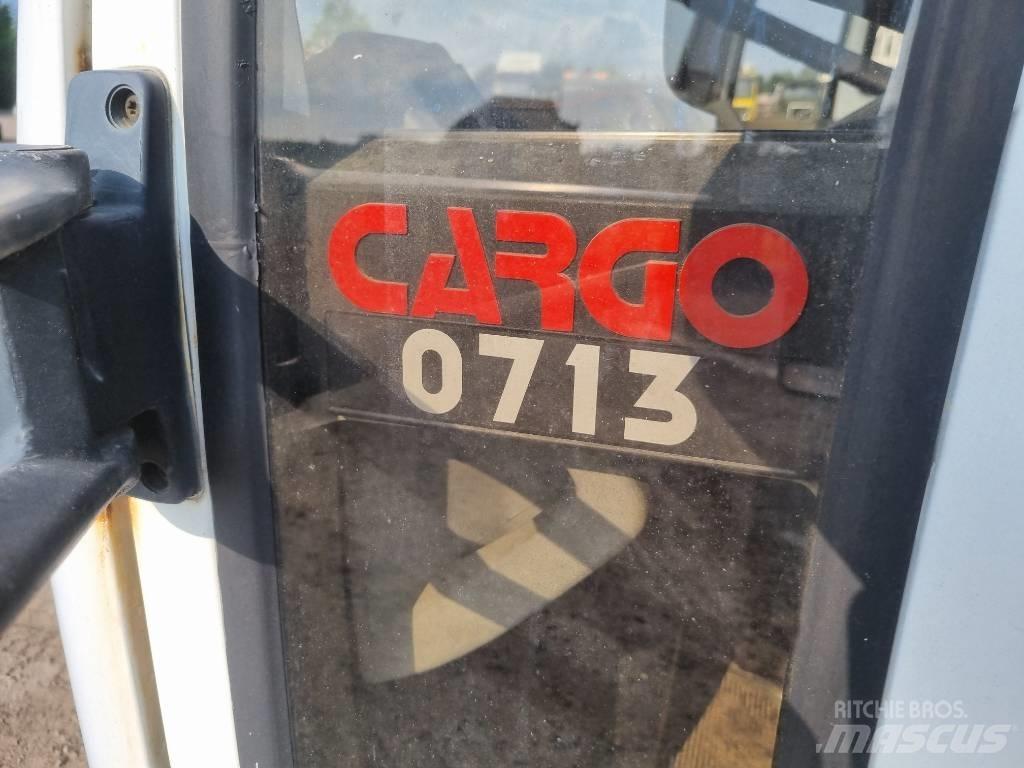 CARGO
0713
RITCHIE BROS.
MASCUS